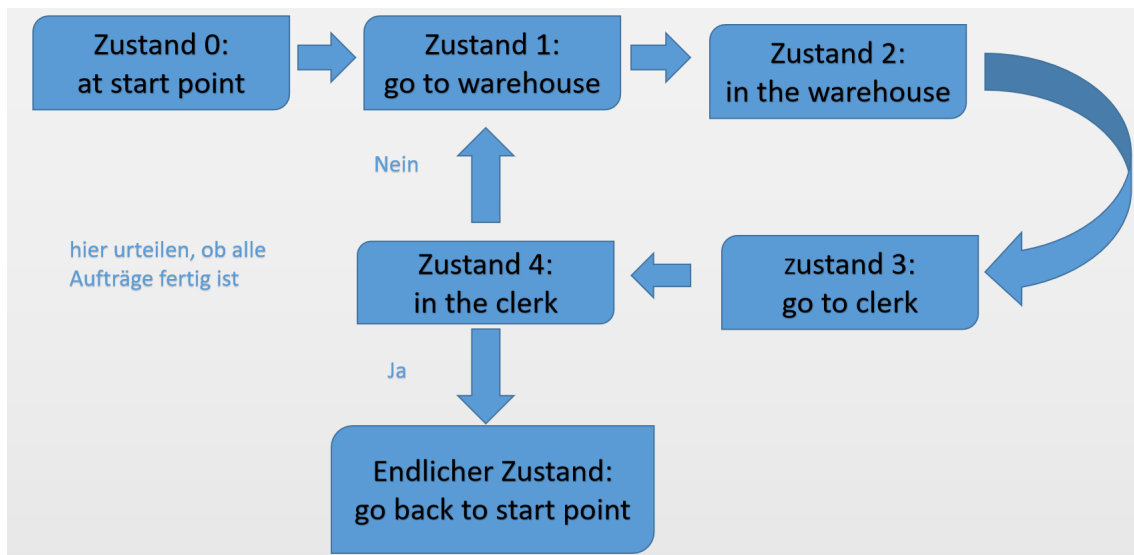 Zustand 0:
at start point
Zustand 1:
go to warehouse
Zustand 2:
in the warehouse
Nein
hier urteilen, ob alle
Aufträge fertig ist
Zustand 4:
in the clerk
zustand 3:
go to clerk
Ja
Endlicher Zustand:
go back to start point